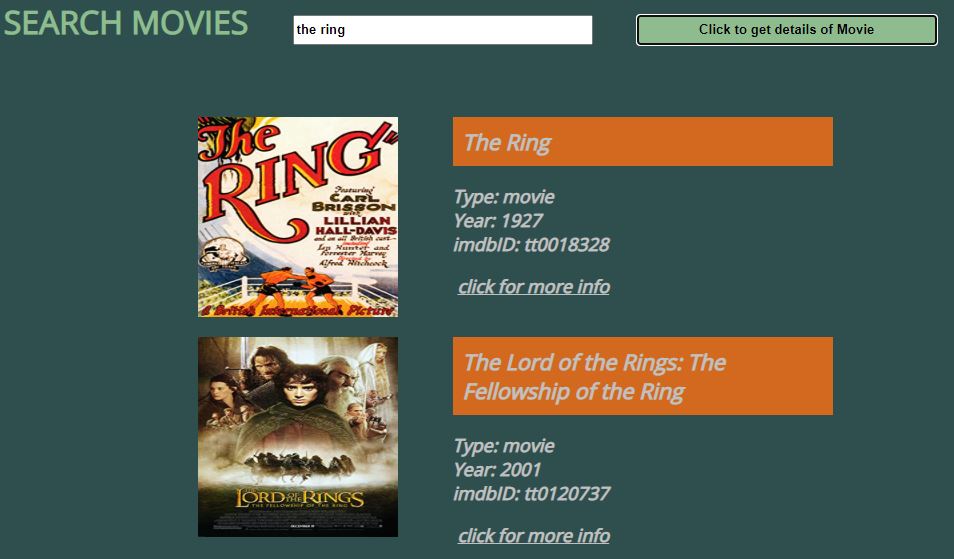 SEARCH MOVIES
the ring
Click to get details of Movie
The
RING
Featuring
CARL
BRISSON
with
LILLIAN
HALL-DAVIS
and an all British cast
including
Ian Hunter and
Forrester Harvey
Directed by
Alfred Hitchcock
A British International Picture
The Ring
Type: movie
Year: 1927
imdbID: tt0018328
click for more info
THE
LORD OF THE RINGS
THE FELLOWSHIP OF THE RING
The Lord of the Rings: The
Fellowship of the Ring
Type: movie
Year: 2001
imdbID: tt0120737
click for more info